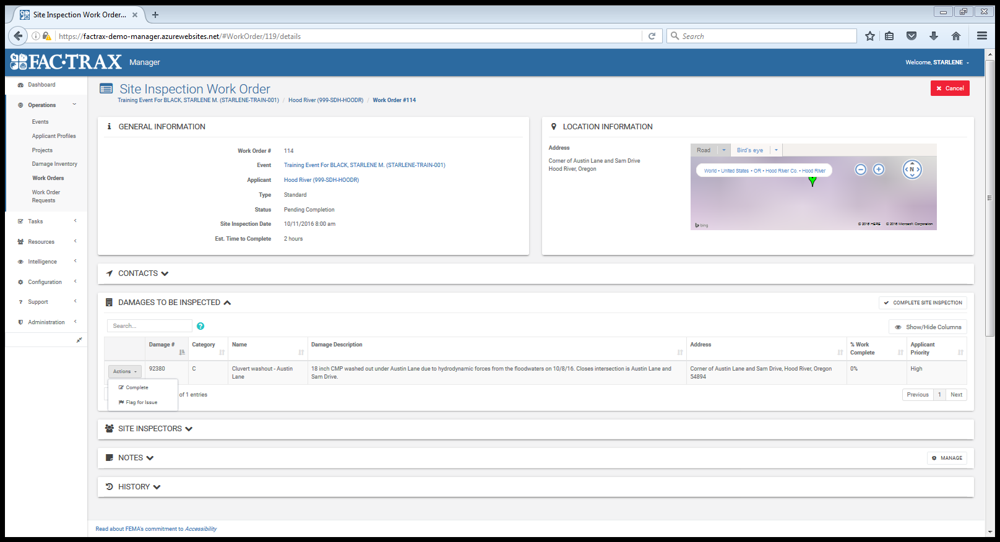 Site Inspection Work Order...
https://factrax-demo-manager.azurewebsites.net/#WorkOrder/119/details
Search
FAC-TRAX Manager
Welcome, STARLENE
Dashboard
Operations
Events
Applicant Profiles
Projects
Damage Inventory
Work Orders
Work Order
Requests
Tasks
Resources
Intelligence
Configuration
Support
Administration
Site Inspection Work Order
Cancel
Training Event For BLACK, STARLENE M. (STARLENE-TRAIN-001) / Hood River (999-SDH-HOODR) / Work Order #114
GENERAL INFORMATION
Work Order # 114
Event Training Event For BLACK, STARLENE M. (STARLENE-TRAIN-001)
Applicant Hood River (999-SDH-HOODR)
Type Standard
Status Pending Completion
Site Inspection Date 10/11/2016 8:00 am
Est. Time to Complete 2 hours
LOCATION INFORMATION
Address
Corner of Austin Lane and Sam Drive
Hood River, Oregon
Road Bird's eye
World • United States • OR • Hood River Co. • Hood River
N
bing © 2016 HERE © 2016 Microsoft Corporation
CONTACTS
DAMAGES TO BE INSPECTED
COMPLETE SITE INSPECTION
Search... ?
Show/Hide Columns
Damage # Category Name Damage Description Address % Work Complete Applicant Priority
Actions 92380 C Cluvert washout - Austin Lane 18 inch CMP washed out under Austin Lane due to hydrodynamic forces from the floodwaters on 10/8/16. Closes intersection is Austin Lane and Sam Drive. Corner of Austin Lane and Sam Drive, Hood River, Oregon 54894 0% High
Complete
Flag for Issue
of 1 entries
Previous 1 Next
SITE INSPECTORS
NOTES
MANAGE
HISTORY
Read about FEMA's commitment to Accessibility